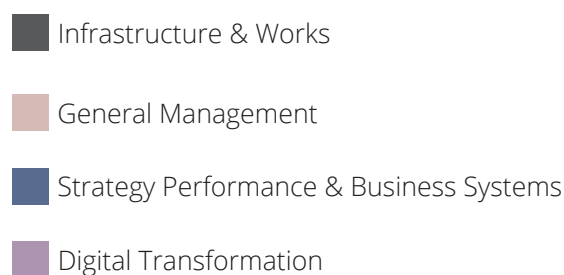 Infrastructure & Works
General Management
Strategy Performance & Business Systems
Digital Transformation